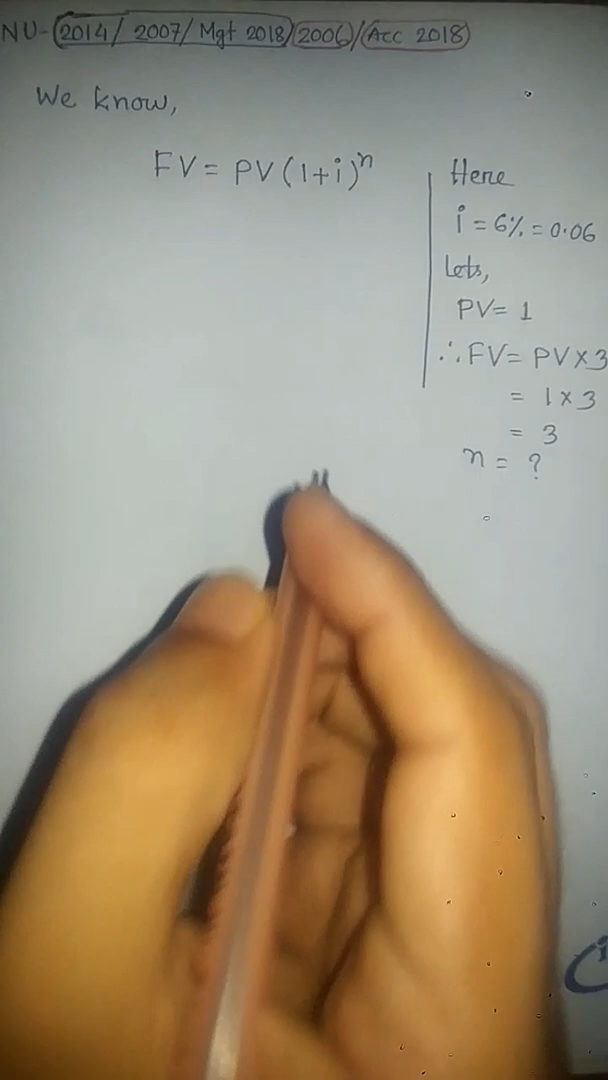 NU-(2014/ 2007/ Mgt 2018)(2006)/(Acc 2018)
We know,
FV = PV(1+i)ⁿ
Here
i = 6% = 0.06
Lets,
PV= 1
∴ FV= PV×3
= 1×3
= 3
n = ?